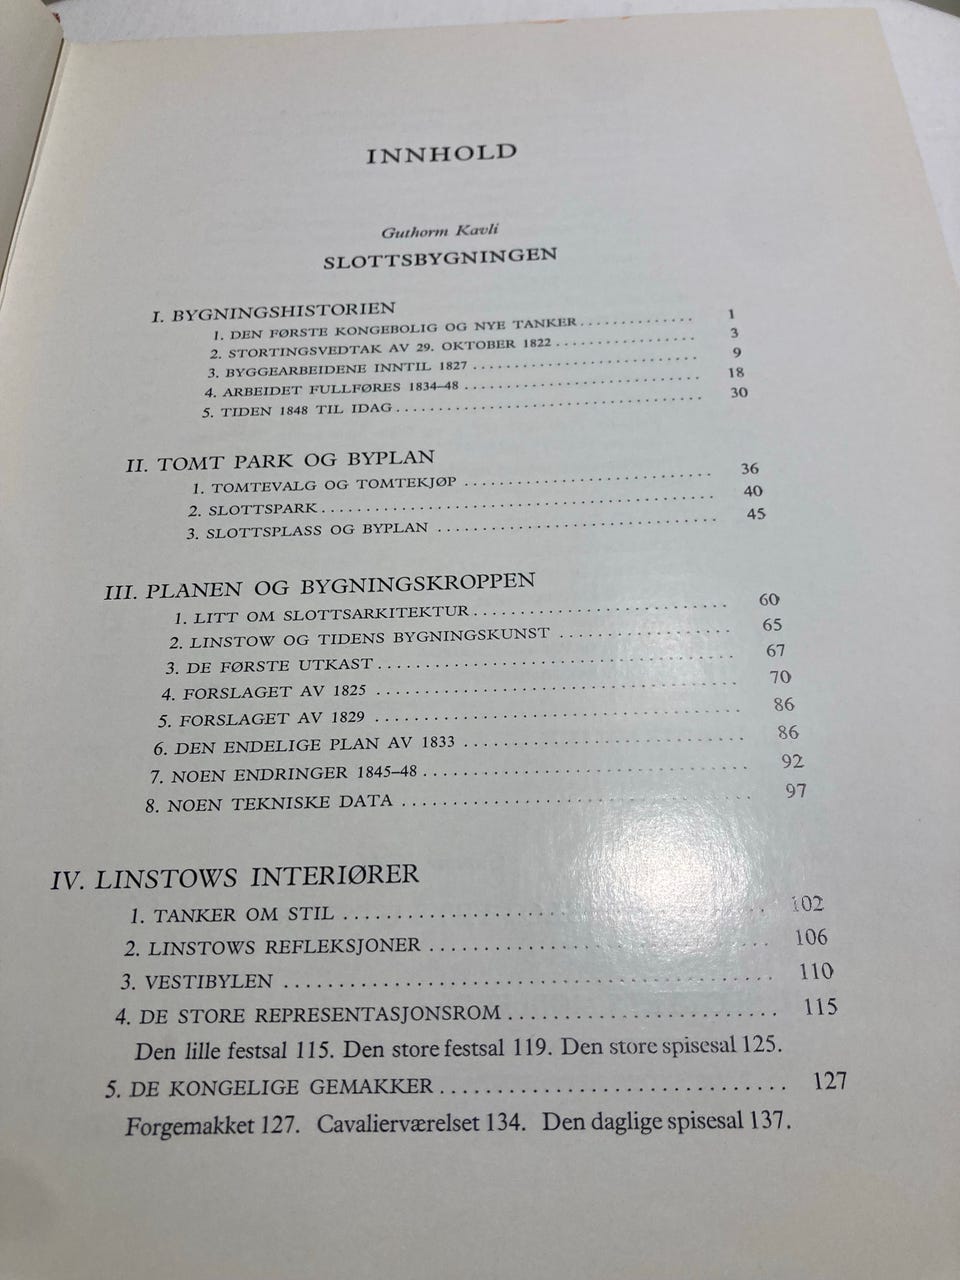 INNHOLD
Guthorm Kavli
SLOTTSBYGNINGEN
I. BYGNINGSHISTORIEN
1. DEN FØRSTE KONGEBOLIG OG NYE TANKER . . . . . . . . . . . . . 1
2. STORTINGSVEDTAK AV 29. OKTOBER 1822 . . . . . . . . . . . . . . . . 3
3. BYGGEARBEIDENE INNTIL 1827 . . . . . . . . . . . . . . . . . . . . . . . . . . 9
4. ARBEIDET FULLFØRES 1834–48 . . . . . . . . . . . . . . . . . . . . . . . . . . . 18
5. TIDEN 1848 TIL IDAG . . . . . . . . . . . . . . . . . . . . . . . . . . . . . . . . . . . 30
II. TOMT PARK OG BYPLAN
1. TOMTEVALG OG TOMTEKJØP . . . . . . . . . . . . . . . . . . . . . . . . . . . . 36
2. SLOTTSPARK . . . . . . . . . . . . . . . . . . . . . . . . . . . . . . . . . . . . . . . . . . . 40
3. SLOTTSPLASS OG BYPLAN . . . . . . . . . . . . . . . . . . . . . . . . . . . . . . . 45
III. PLANEN OG BYGNINGSKROPPEN
1. LITT OM SLOTTSARKITEKTUR . . . . . . . . . . . . . . . . . . . . . . . . . . . . 60
2. LINSTOW OG TIDENS BYGNINGSKUNST . . . . . . . . . . . . . . . . . . . 65
3. DE FØRSTE UTKAST . . . . . . . . . . . . . . . . . . . . . . . . . . . . . . . . . . . . . 67
4. FORSLAGET AV 1825 . . . . . . . . . . . . . . . . . . . . . . . . . . . . . . . . . . . . . 70
5. FORSLAGET AV 1829 . . . . . . . . . . . . . . . . . . . . . . . . . . . . . . . . . . . . . 86
6. DEN ENDELIGE PLAN AV 1833 . . . . . . . . . . . . . . . . . . . . . . . . . . . . 86
7. NOEN ENDRINGER 1845–48 . . . . . . . . . . . . . . . . . . . . . . . . . . . . . . . 92
8. NOEN TEKNISKE DATA . . . . . . . . . . . . . . . . . . . . . . . . . . . . . . . . . . 97
IV. LINSTOWS INTERIØRER
1. TANKER OM STIL . . . . . . . . . . . . . . . . . . . . . . . . . . . . . . . . . . . . . . . 102
2. LINSTOWS REFLEKSJONER . . . . . . . . . . . . . . . . . . . . . . . . . . . . . . . 106
3. VESTIBYLEN . . . . . . . . . . . . . . . . . . . . . . . . . . . . . . . . . . . . . . . . . . . . 110
4. DE STORE REPRESENTASJONSROM . . . . . . . . . . . . . . . . . . . . . . . 115
Den lille festsal 115. Den store festsal 119. Den store spisesal 125.
5. DE KONGELIGE GEMAKKER . . . . . . . . . . . . . . . . . . . . . . . . . . . . . . 127
Forgemakket 127. Cavalierværelset 134. Den daglige spisesal 137.